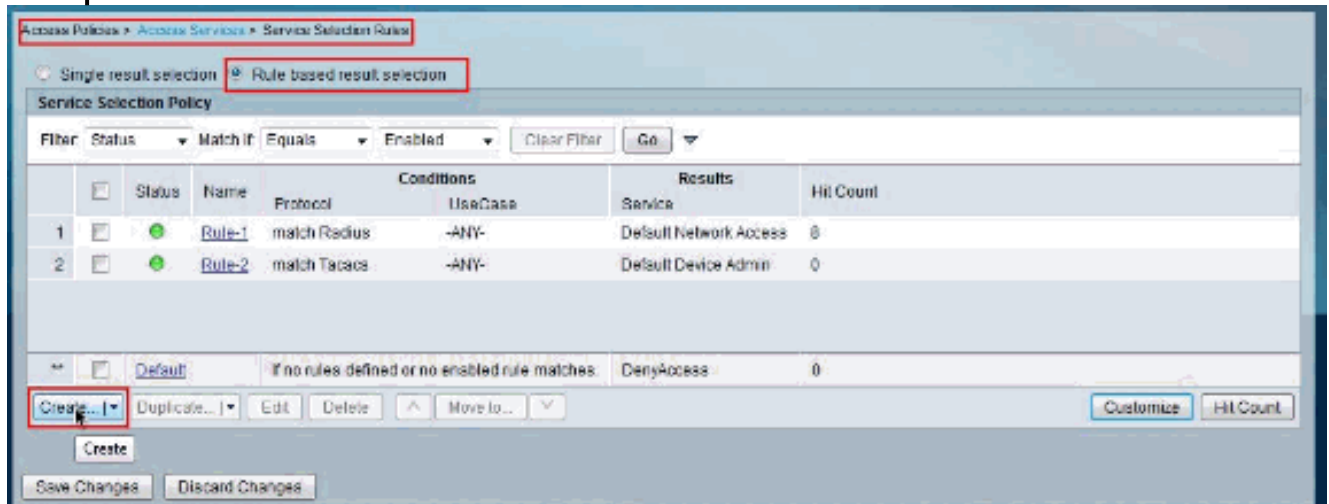 Access Policies > Access Services > Service Selection Rules
Single result selection Rule based result selection
Service Selection Policy
Filter: Status Match if: Equals Enabled Clear Filter Go
Conditions Results
Status Name Protocol UseCase Service Hit Count
1 Rule-1 match Radius -ANY- Default Network Access 8
2 Rule-2 match Tacacs -ANY- Default Device Admin 0
** Default If no rules defined or no enabled rule matches. DenyAccess 0
Create... Duplicate... Edit Delete Move to... Customize Hit Count
Create
Save Changes Discard Changes